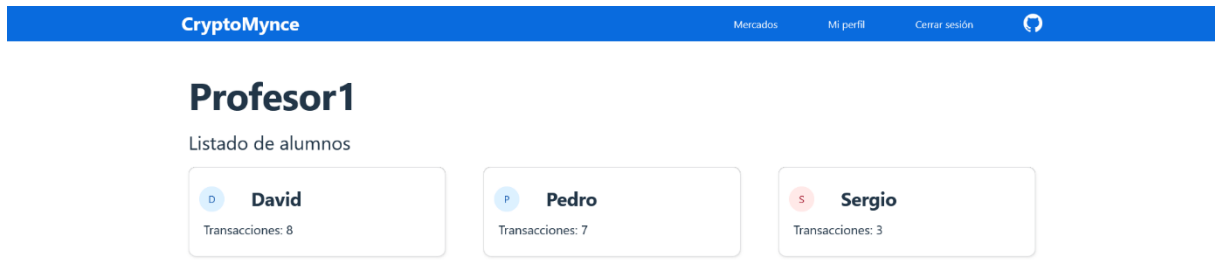 CryptoMynce Mercados Mi perfil Cerrar sesión
Profesor1
Listado de alumnos
D David
Transacciones: 8
P Pedro
Transacciones: 7
S Sergio
Transacciones: 3